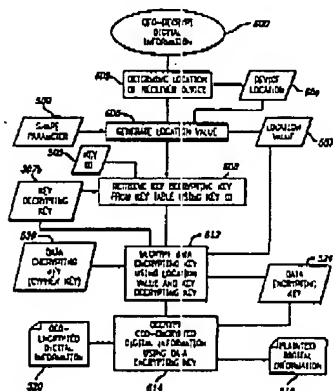 GEO-DECRYPT
DIGITAL
INFORMATION
600
DETERMINE LOCATION
OF RECEIVER DEVICE
DEVICE
LOCATION
SHAPE
PARAMETER
GENERATE LOCATION VALUE
LOCATION
VALUE
KEY
ID
RETRIEVE KEY DECRYPTING KEY
FROM KEY TABLE USING KEY ID
KEY
DECRYPTING
KEY
612
DECRYPT DATA
ENCRYPTING KEY
USING LOCATION
VALUE AND KEY
DECRYPTING KEY
DATA
ENCRYPTING KEY
(CIPHER KEY)
DATA
ENCRYPTING
KEY
DECRYPT
GEO-ENCRYPTED
DIGITAL INFORMATION
USING DATA
ENCRYPTING KEY
614
GEO-
ENCRYPTED
DIGITAL
INFORMATION
520
PLAINTEXT
DIGITAL
INFORMATION